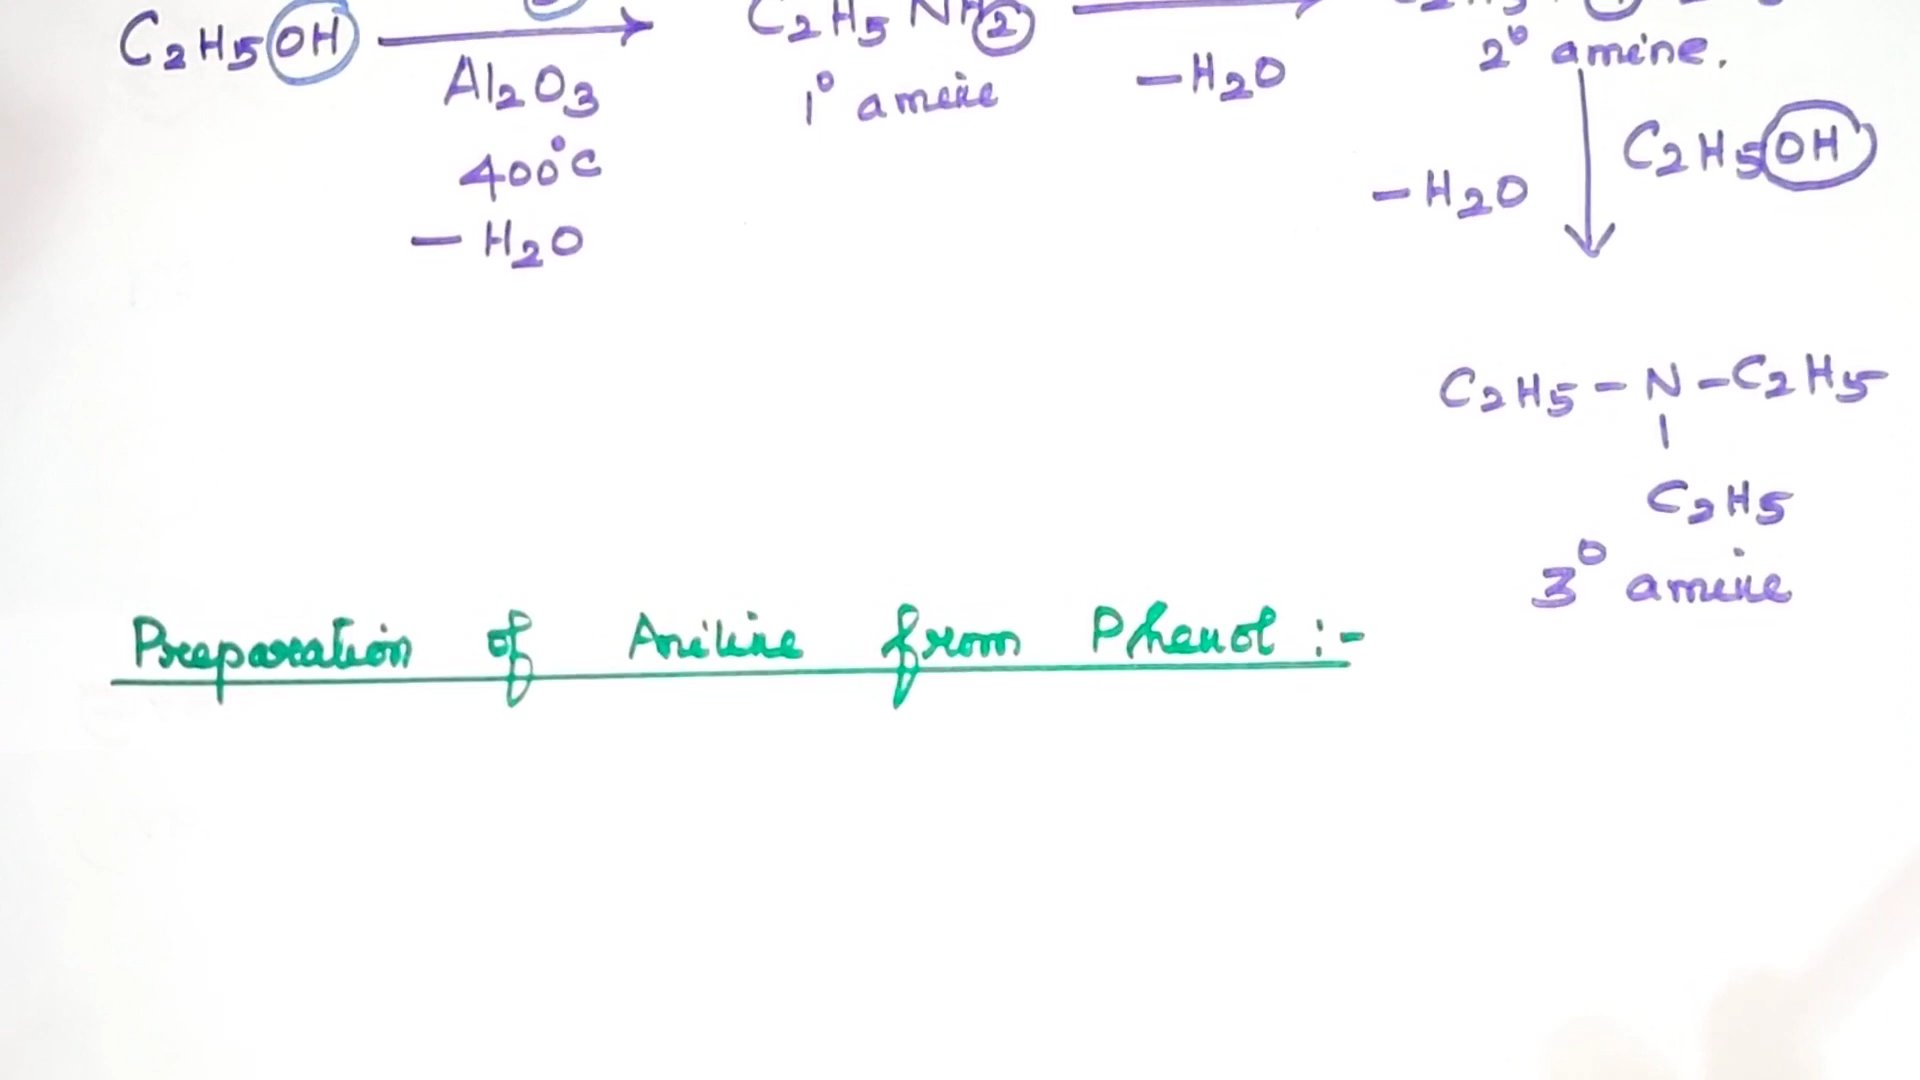 C2H5OH C2H5NH2
Al2O3 1° amine -H2O 2° amine.
400°C
-H2O
-H2O C2H5OH
C2H5-N-C2H5
C2H5
3° amine
Preparation of Aniline from Phenol :-